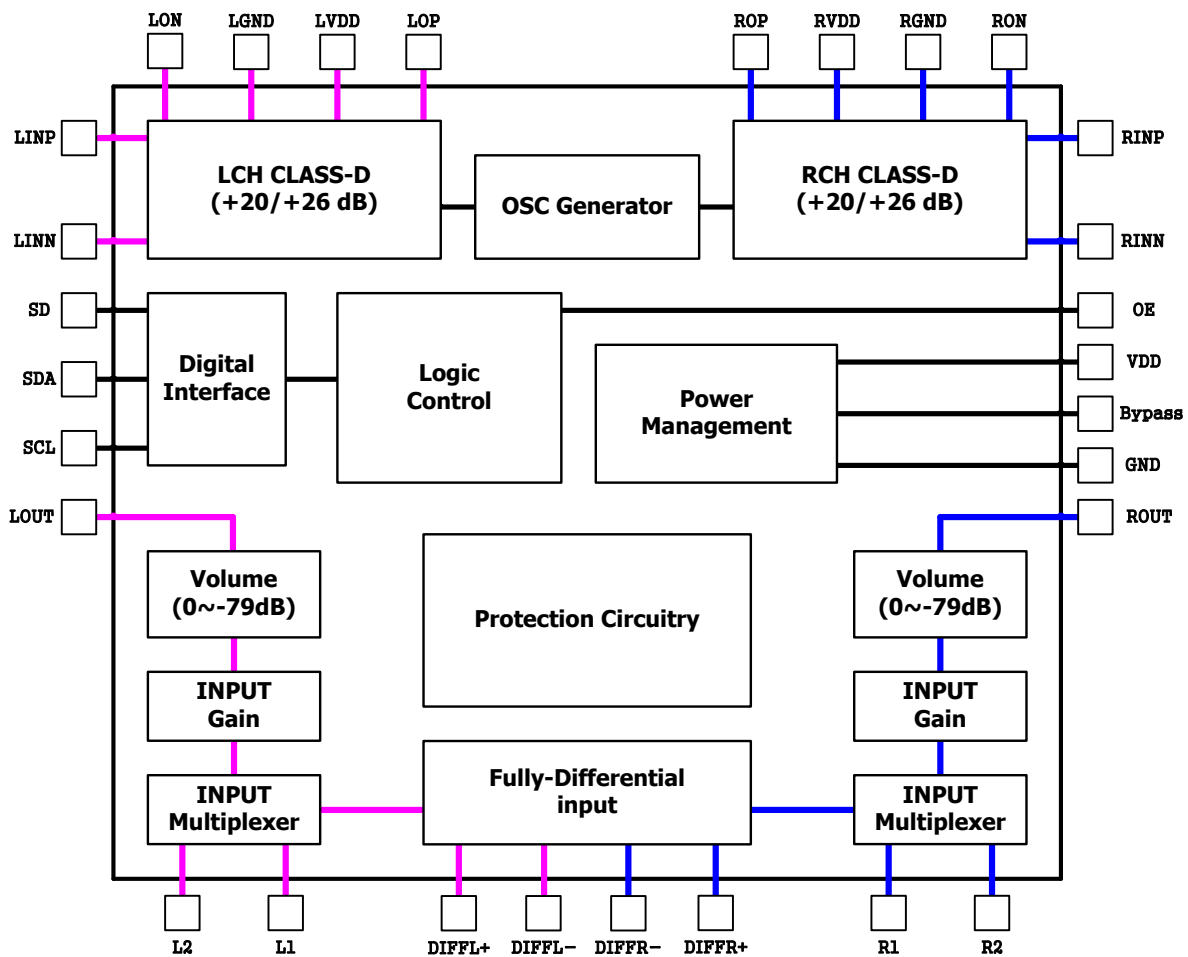 LON
LGND
LVDD
LOP
ROP
RVDD
RGND
RON
LINP
LCH CLASS-D
(+20/+26 dB)
OSC Generator
RCH CLASS-D
(+20/+26 dB)
RINP
LINN
RINN
SD
SDA
SCL
Digital
Interface
Logic
Control
Power
Management
OE
VDD
Bypass
GND
LOUT
ROUT
Volume
(0~-79dB)
Protection Circuitry
Volume
(0~-79dB)
INPUT
Gain
INPUT
Gain
INPUT
Multiplexer
Fully-Differential
input
INPUT
Multiplexer
L2
L1
DIFFL+
DIFFL-
DIFFR-
DIFFR+
R1
R2